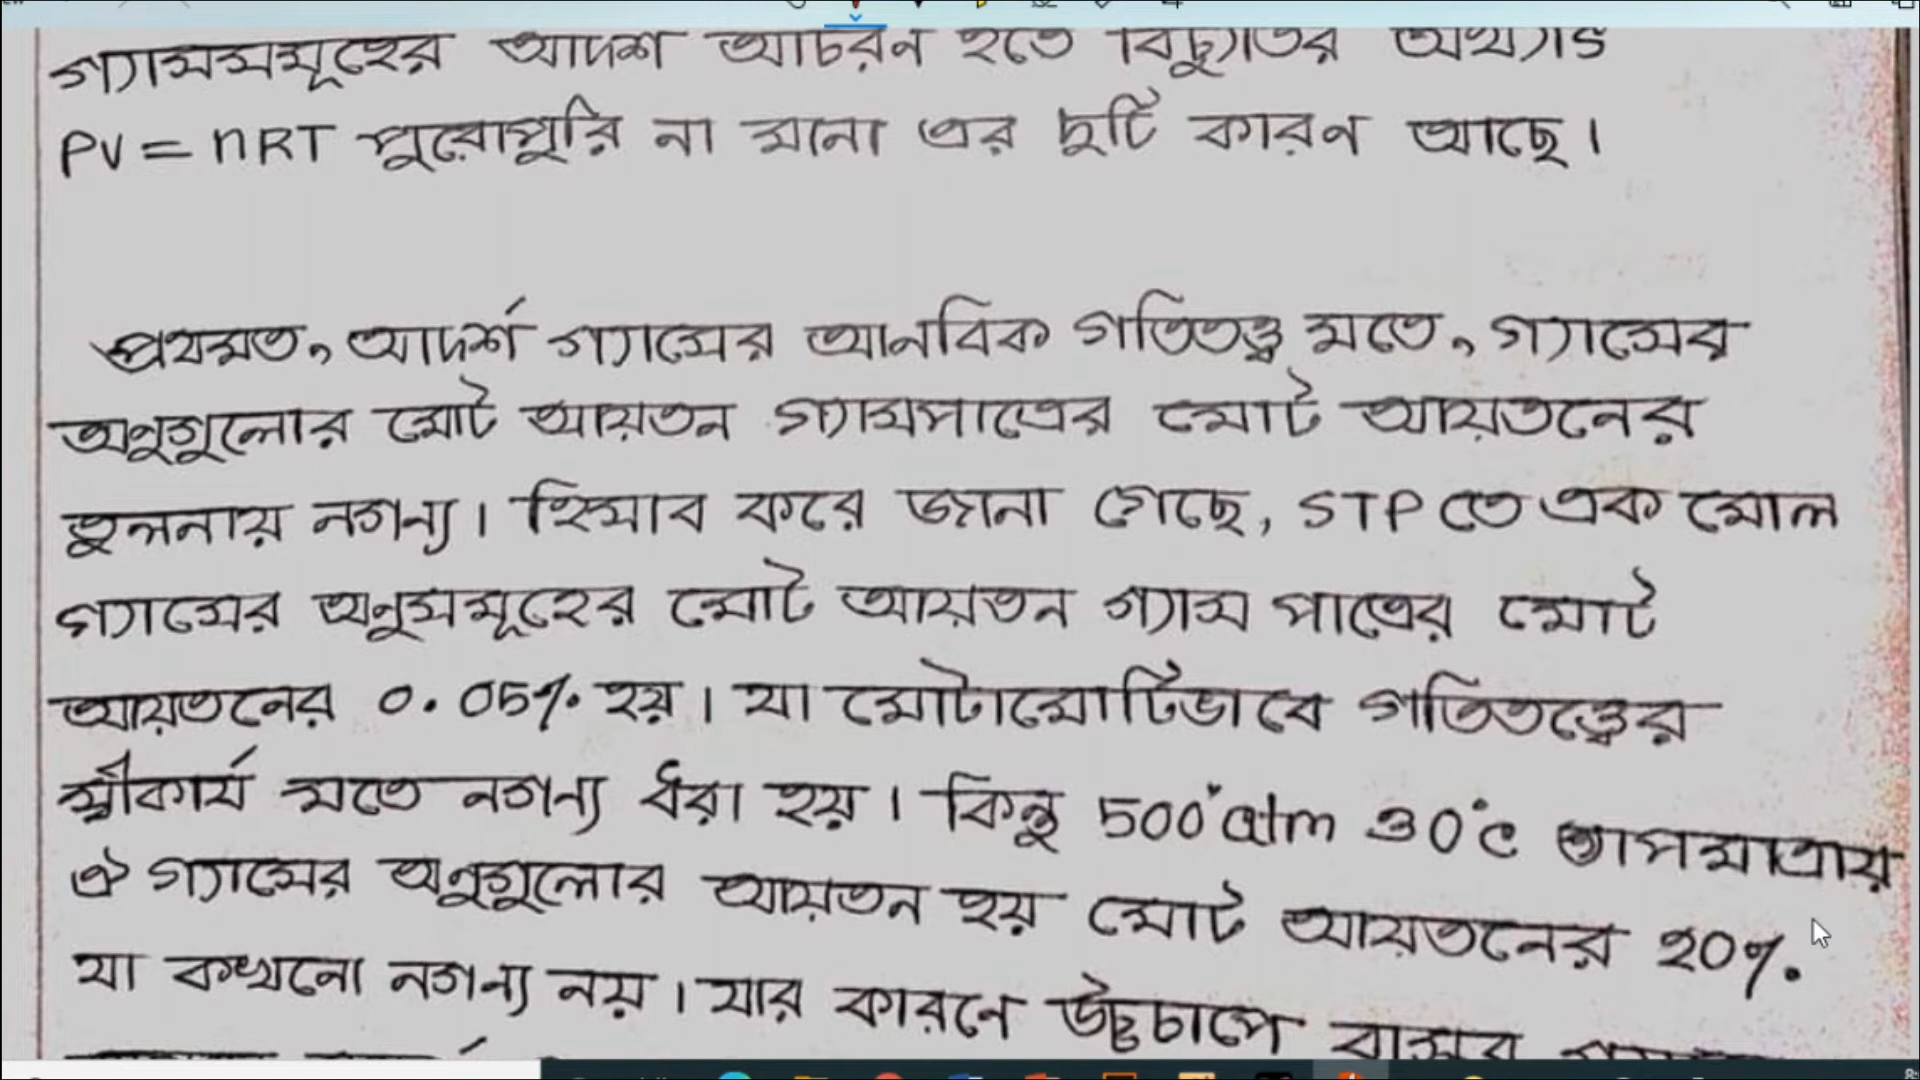 গ্যাসসমূহের আদর্শ আচরন হতে বিচ্যুতির অর্থ্যাৎ
PV = nRT পুরোপুরি না মানা এর দুটি কারন আছে।
প্রথমত, আদর্শ গ্যাসের আনবিক গতিতত্ত্ব মতে, গ্যাসের
অনুগুলোর মোট আয়তন গ্যাসপাত্রের মোট আয়তনের
তুলনায় নগন্য। হিসাব করে জানা গেছে, STP তে এক মোল
গ্যাসের অনুসমূহের মোট আয়তন গ্যাস পাত্রের মোট
আয়তনের 0.05% হয়। যা মোটামোটিভাবে গতিতত্ত্বের
স্বীকার্য মতে নগন্য ধরা হয়। কিন্তু 500°atm 30°c তাপমাত্রায়
ঐ গ্যাসের অনুগুলোর আয়তন হয় মোট আয়তনের 20%.
যা কখনো নগন্য নয়। যার কারনে উচ্চচাপে বাস্তব